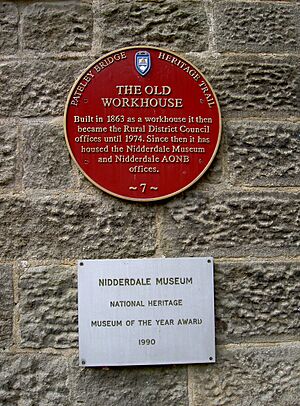 PATELEY BRIDGE HERITAGE TRAIL
THE OLD
WORKHOUSE
Built in 1863 as a workhouse it then
became the Rural District Council
offices until 1974. Since then it has
housed the Nidderdale Museum
and Nidderdale AONB
offices.
~7~
NIDDERDALE MUSEUM
NATIONAL HERITAGE
MUSEUM OF THE YEAR AWARD
1990